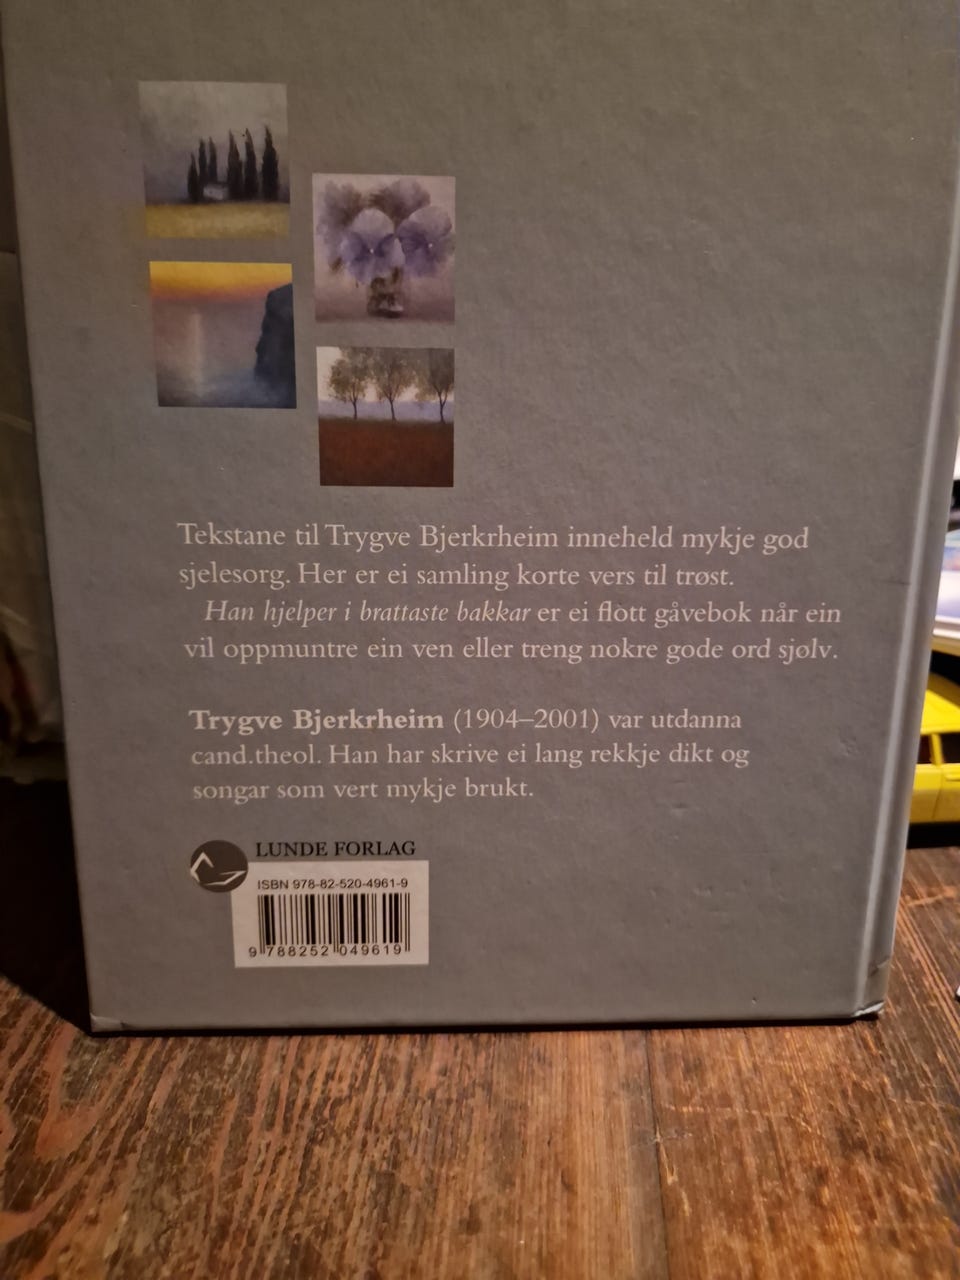 Tekstane til Trygve Bjerkrheim inneheld mykje god
sjelesorg. Her er ei samling korte vers til trøst.
Han hjelper i brattaste bakkar er ei flott gåvebok når ein
vil oppmuntre ein ven eller treng nokre gode ord sjølv.
Trygve Bjerkrheim (1904–2001) var utdanna
cand.theol. Han har skrive ei lang rekkje dikt og
songar som vert mykje brukt.
LUNDE FORLAG
ISBN 978-82-520-4961-9
9 788252 049619